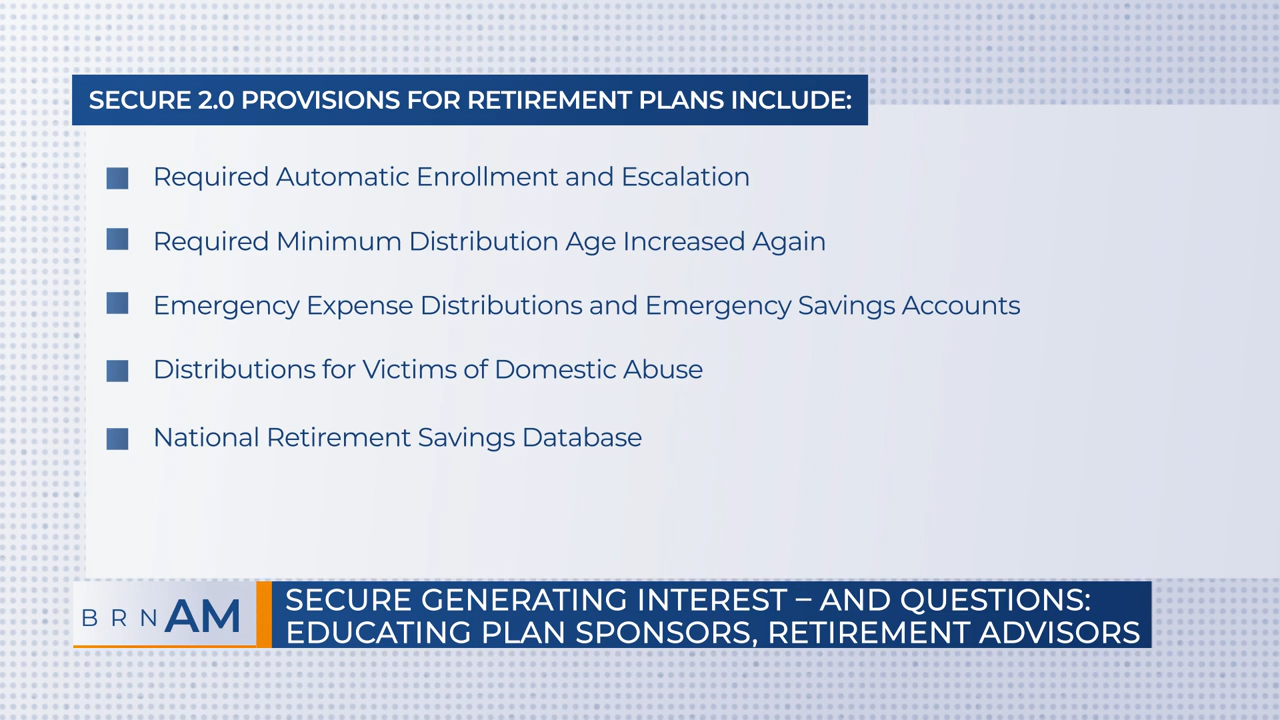 SECURE 2.0 PROVISIONS FOR RETIREMENT PLANS INCLUDE:
Required Automatic Enrollment and Escalation
Required Minimum Distribution Age Increased Again
Emergency Expense Distributions and Emergency Savings Accounts
Distributions for Victims of Domestic Abuse
National Retirement Savings Database
BRNAM
SECURE GENERATING INTEREST – AND QUESTIONS:
EDUCATING PLAN SPONSORS, RETIREMENT ADVISORS